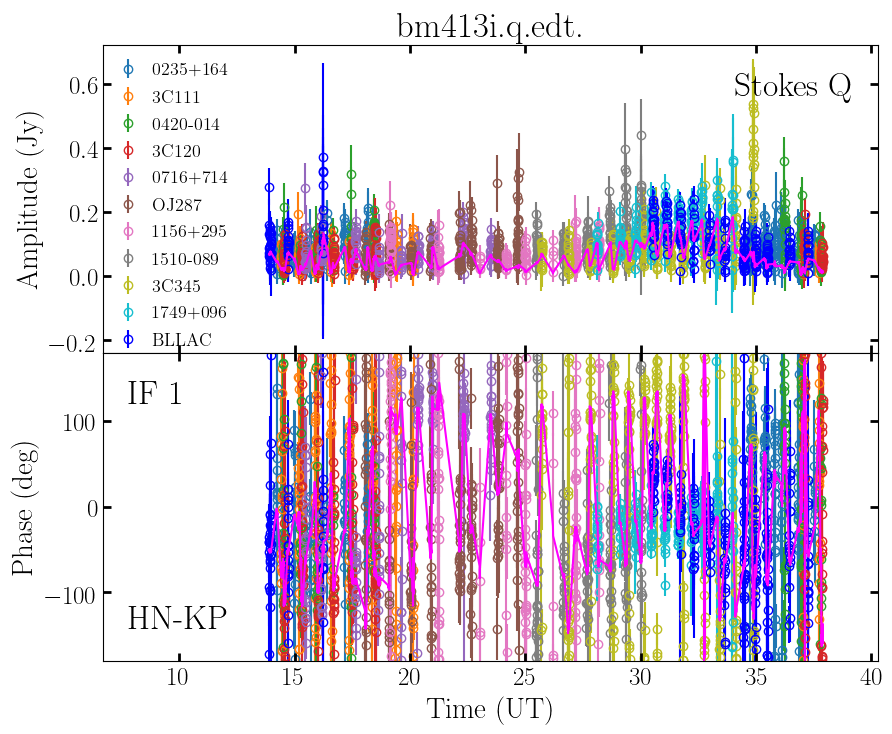 bm413i.q.edt.
Stokes Q
Amplitude (Jy)
0.6
0.4
0.2
0.0
−0.2
0235+164
3C111
0420-014
3C120
0716+714
OJ287
1156+295
1510-089
3C345
1749+096
BLLAC
IF 1
HN-KP
Phase (deg)
100
0
−100
10
15
20
25
30
35
40
Time (UT)